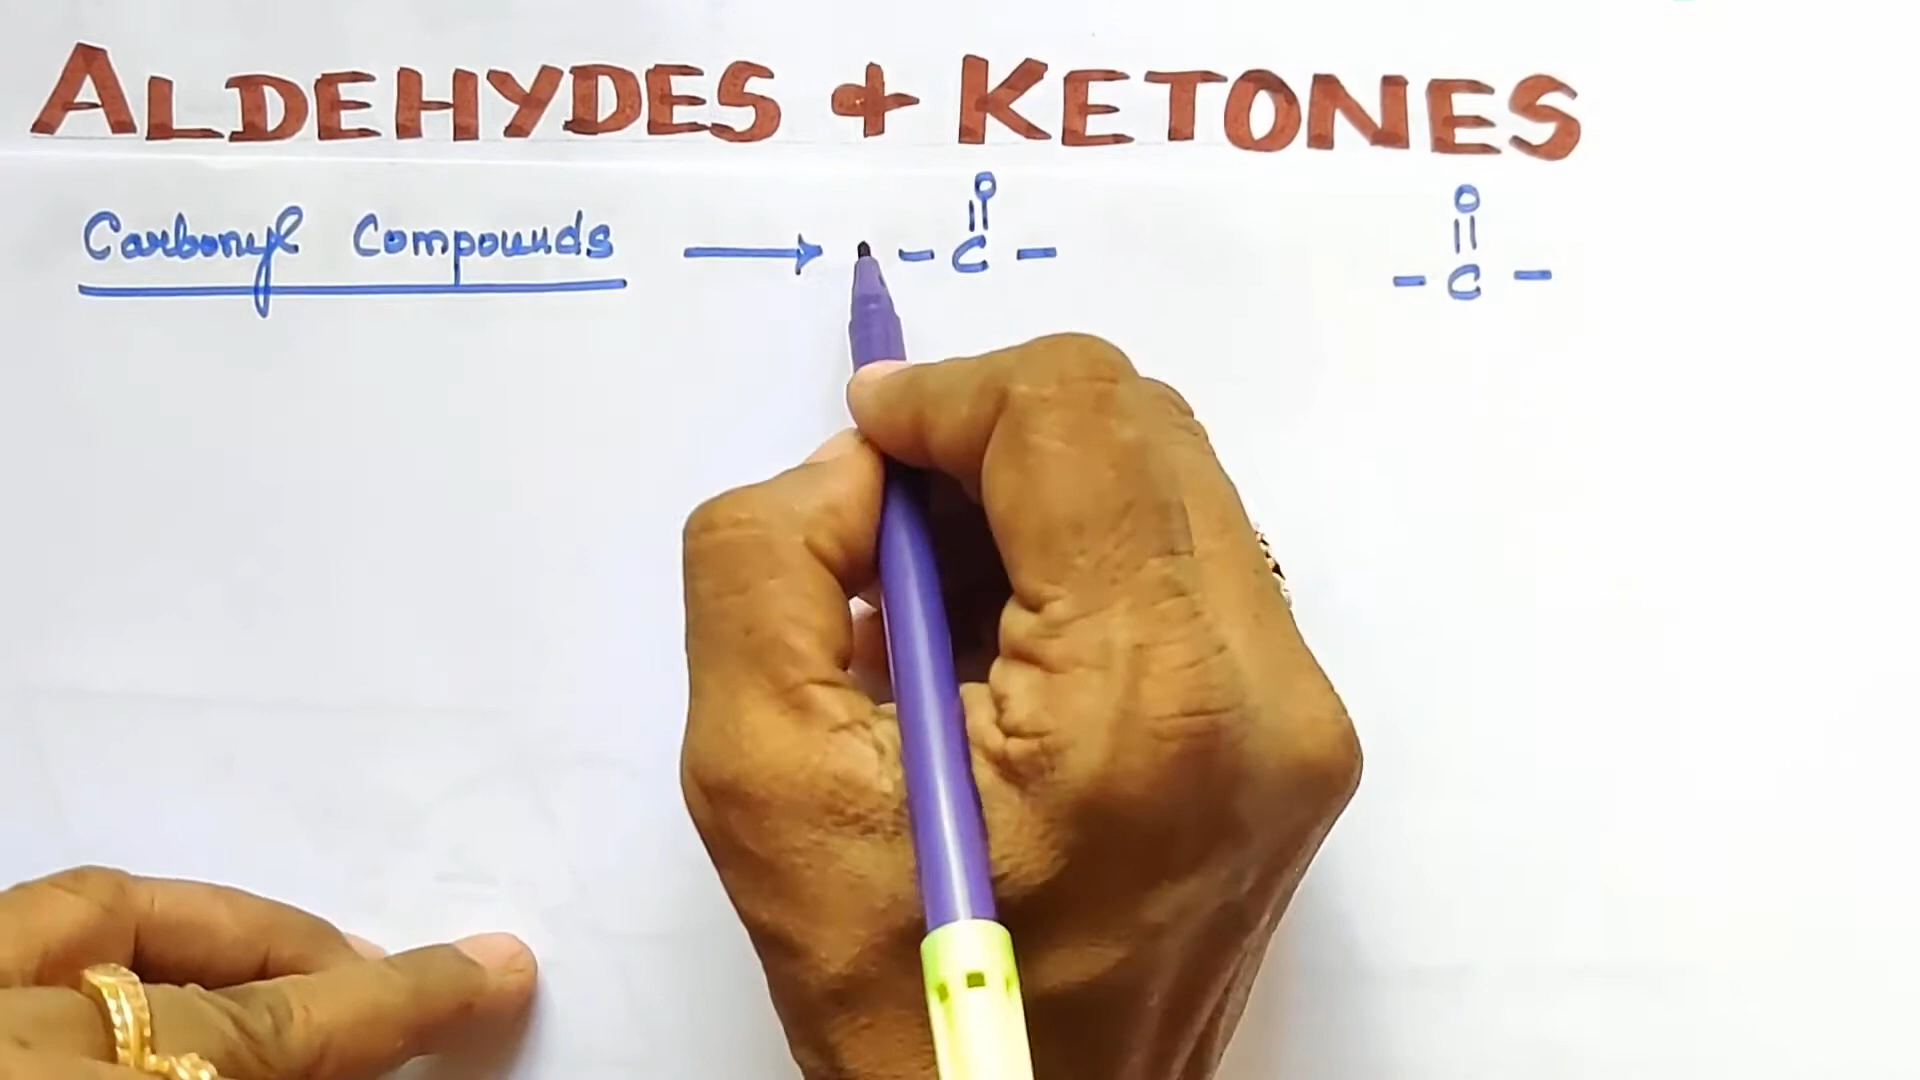 ALDEHYDES + KETONES
O O
|| ||
Carbonyl Compounds → - C - - C -